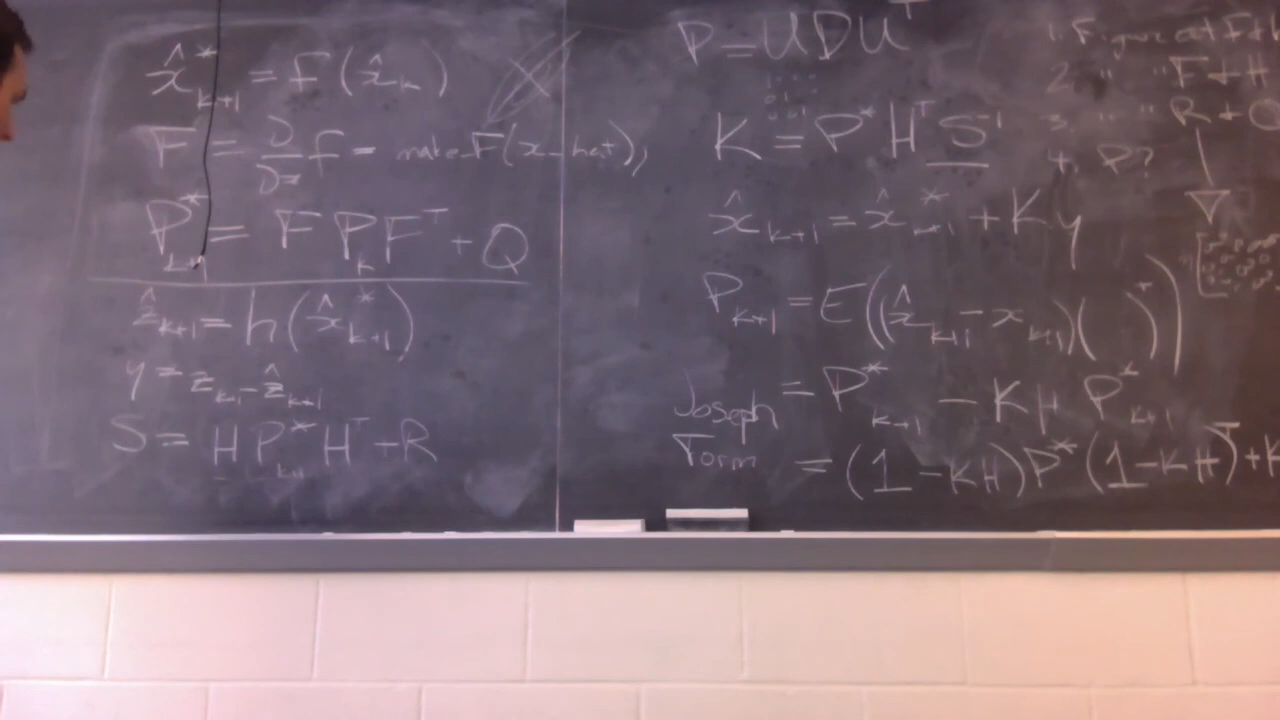 x̂*ₖ₊₁ = f(x̂ₖ)
F = ∂/∂x f = make_F(x_hat);
P*ₖ₊₁ = F Pₖ Fᵀ + Q
ẑₖ₊₁ = h(x̂*ₖ₊₁)
y = zₖ₊₁ - ẑₖ₊₁
S = H P*ₖ₊₁ Hᵀ + R
P = UDUᵀ
K = P* Hᵀ S⁻¹
x̂ₖ₊₁ = x̂*ₖ₊₁ + Ky
Pₖ₊₁ = E((x̂ₖ₊₁ - xₖ₊₁)( )ᵀ)
= P*ₖ₊₁ - KH P*ₖ₊₁
Joseph Form = (1 - KH)P*(1 - KH)ᵀ + K
1. Figure out F & H
2. " " F & H
3. " " R + Q
4. P?